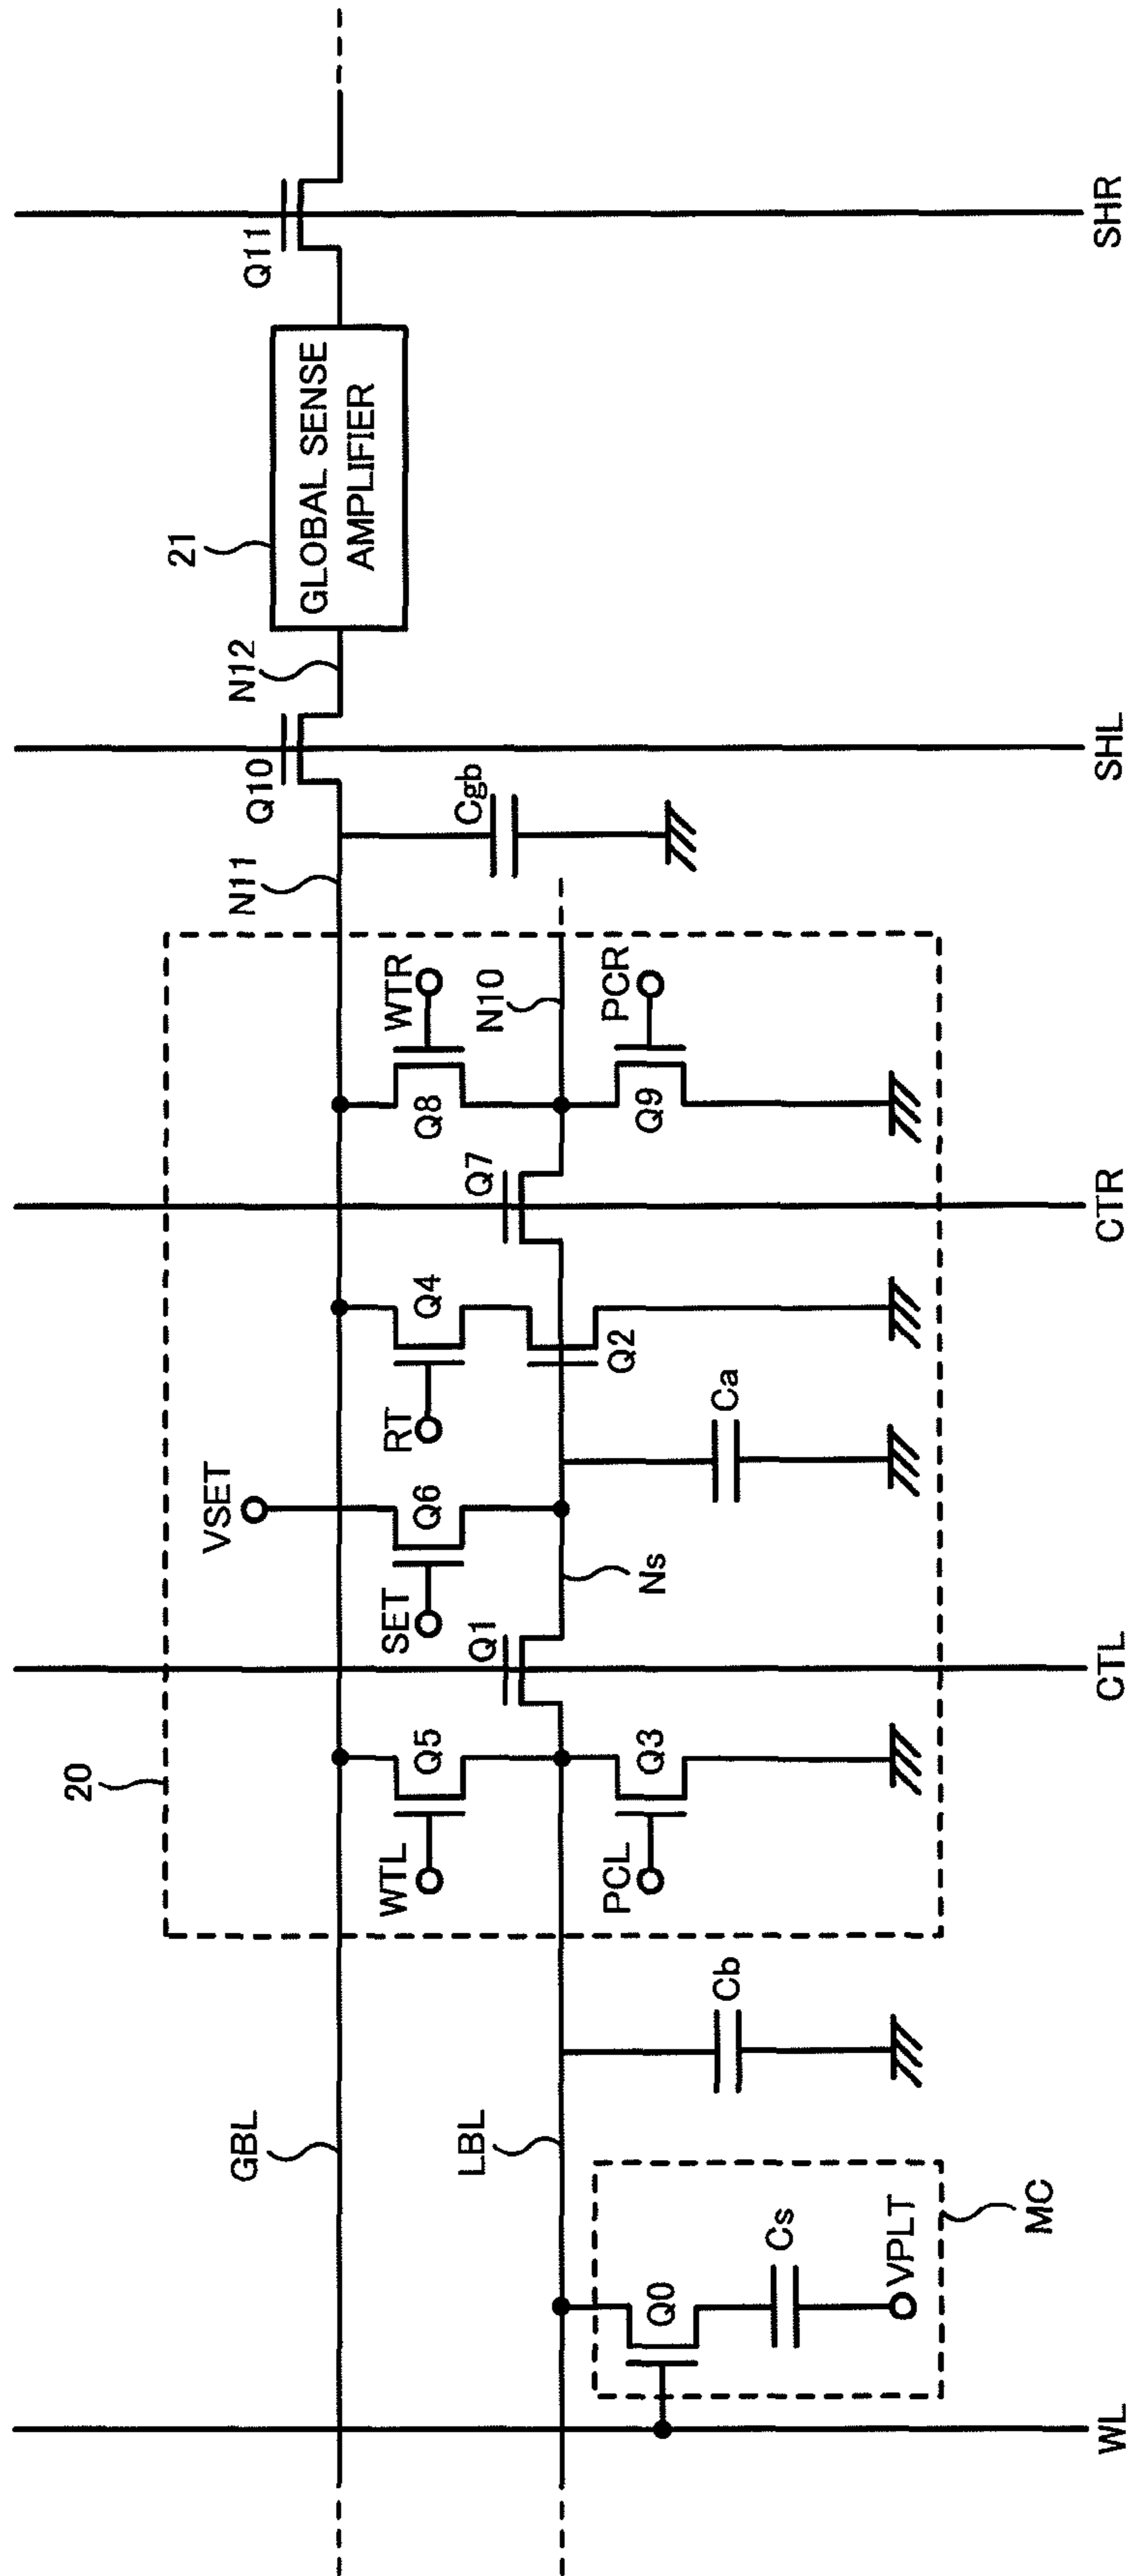 GBL
LBL
WL
Q0
Cs
VPLT
MC
Cb
20
WTL
Q5
PCL
Q3
Q1
CTL
SET
Q6
VSET
Ns
RT
Q4
Q2
Ca
Q7
CTR
WTR
Q8
N10
PCR
Q9
N11
Cgb
Q10
SHL
N12
21
GLOBAL SENSE
AMPLIFIER
Q11
SHR